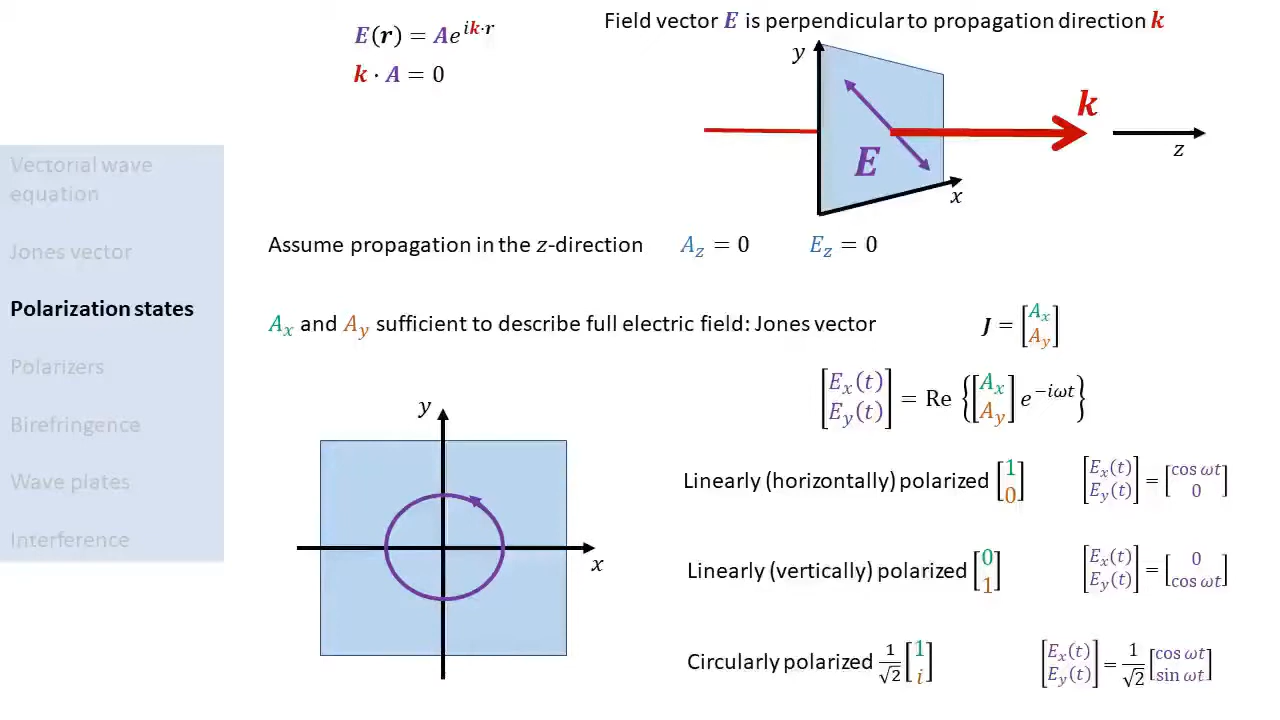 E(r) = Ae^{ik·r}
k · A = 0
Field vector E is perpendicular to propagation direction k
y
k
E
z
x
Vectorial wave
equation
Jones vector
Polarization states
Polarizers
Birefringence
Wave plates
Interference
Assume propagation in the z-direction A_z = 0 E_z = 0
A_x and A_y sufficient to describe full electric field: Jones vector J = [A_x A_y]
[E_x(t) E_y(t)] = Re {[A_x A_y] e^{−iωt}}
y
x
Linearly (horizontally) polarized [1 0] [E_x(t) E_y(t)] = [cos ωt 0]
Linearly (vertically) polarized [0 1] [E_x(t) E_y(t)] = [0 cos ωt]
Circularly polarized 1/√2 [1 i] [E_x(t) E_y(t)] = 1/√2 [cos ωt sin ωt]